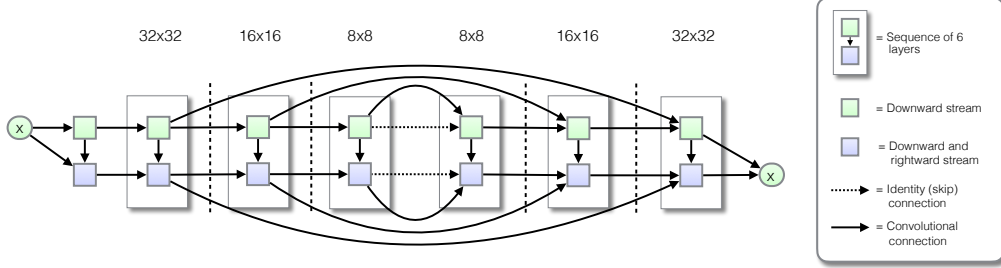 32x32 16x16 8x8 8x8 16x16 32x32
x
x
= Sequence of 6
layers
= Downward stream
= Downward and
rightward stream
= Identity (skip)
connection
= Convolutional
connection